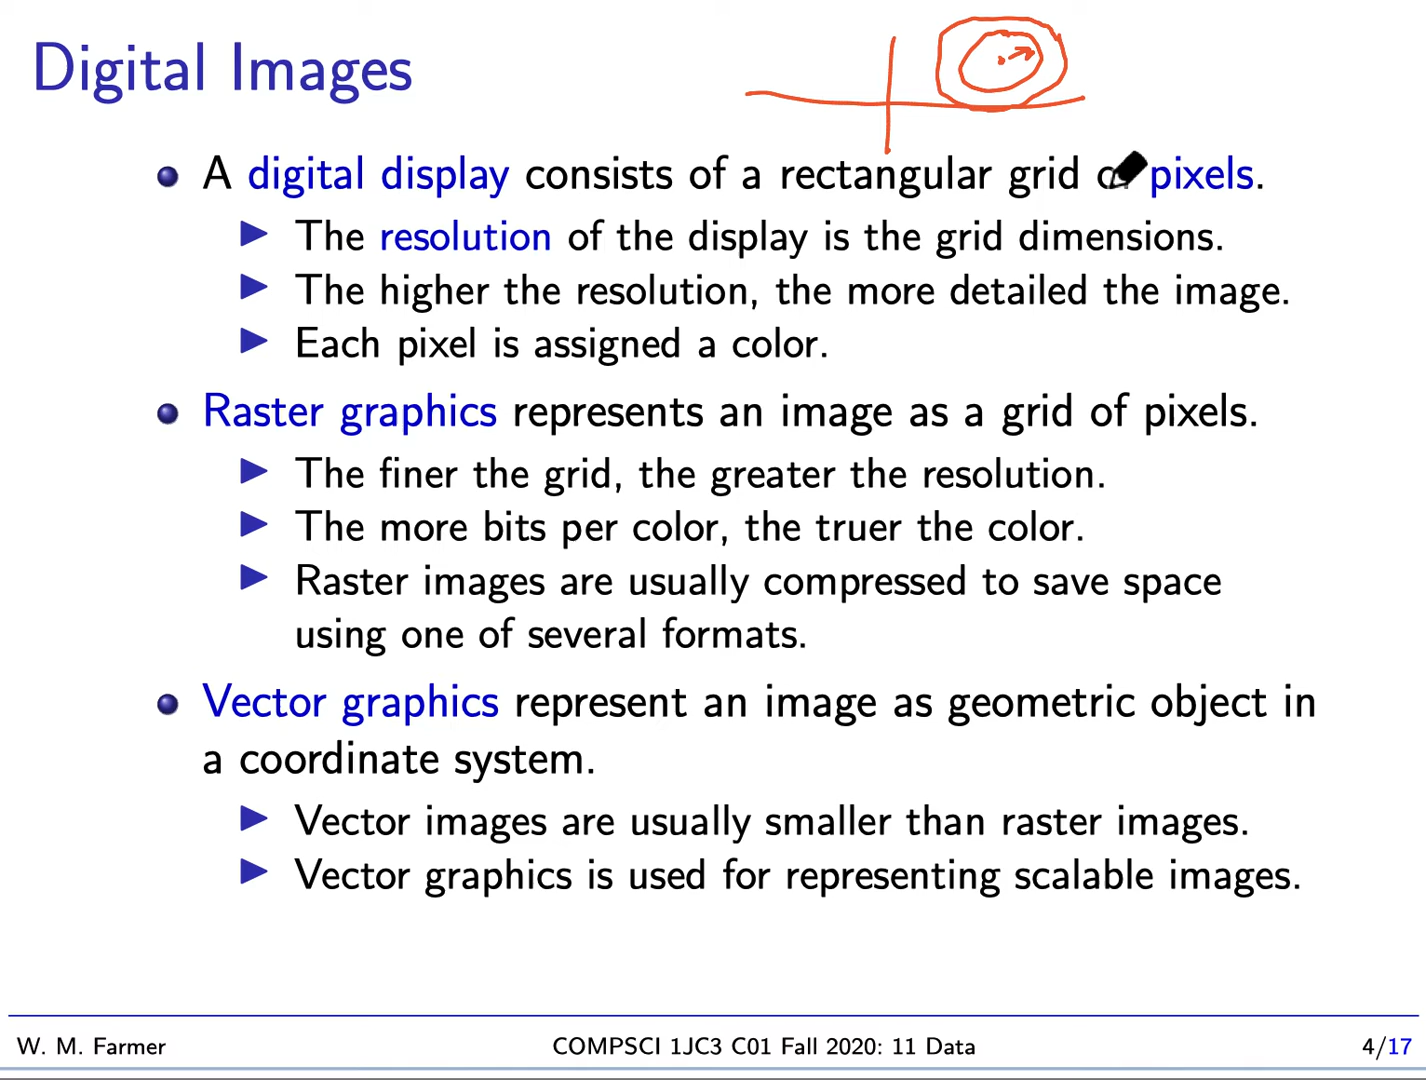 Digital Images
A digital display consists of a rectangular grid pixels.
The resolution of the display is the grid dimensions.
The higher the resolution, the more detailed the image.
Each pixel is assigned a color.
Raster graphics represents an image as a grid of pixels.
The finer the grid, the greater the resolution.
The more bits per color, the truer the color.
Raster images are usually compressed to save space
using one of several formats.
Vector graphics represent an image as geometric object in
a coordinate system.
Vector images are usually smaller than raster images.
Vector graphics is used for representing scalable images.
W. M. Farmer COMPSCI 1JC3 C01 Fall 2020: 11 Data 4/17